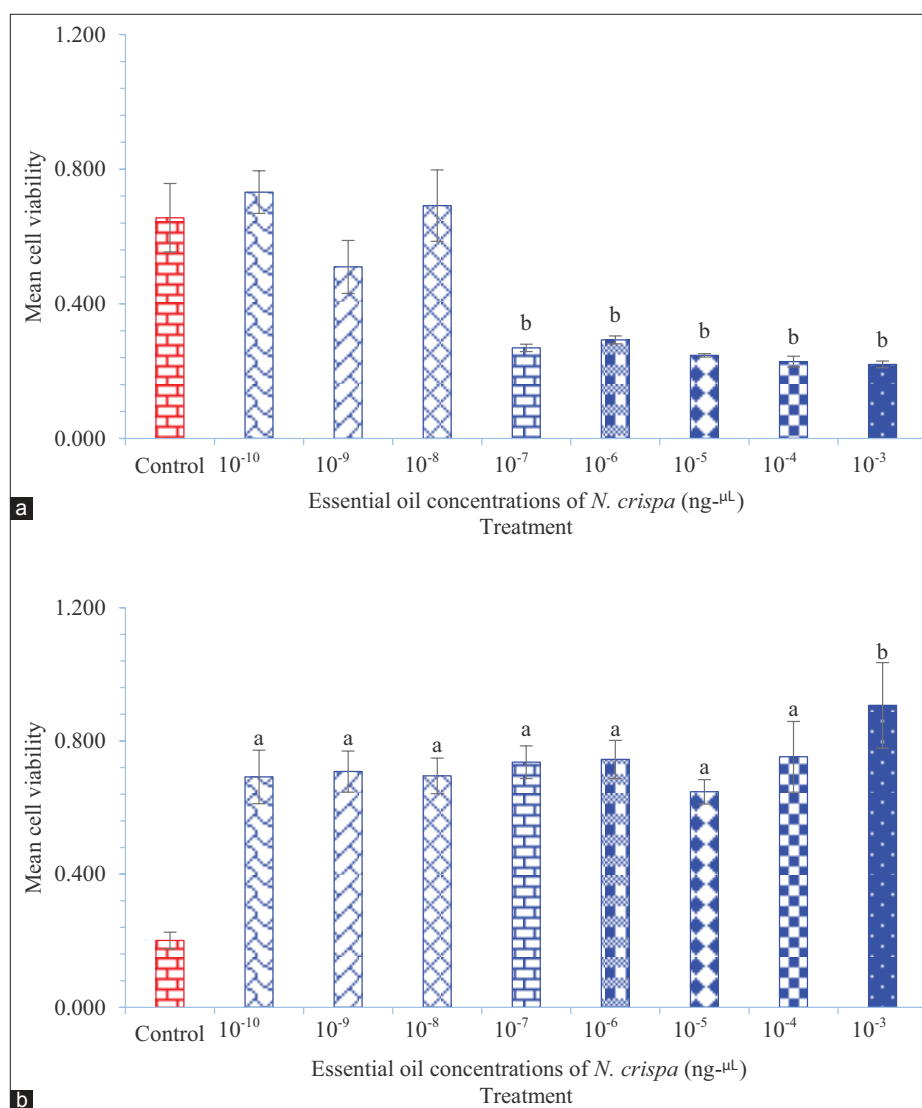 1.200
0.800
0.400
0.000
Mean cell viability
b b b b b
Control 10⁻¹⁰ 10⁻⁹ 10⁻⁸ 10⁻⁷ 10⁻⁶ 10⁻⁵ 10⁻⁴ 10⁻³
Essential oil concentrations of N. crispa (ng-µL)
Treatment
a
1.200
0.800
0.400
0.000
Mean cell viability
a a a a a a a b
Control 10⁻¹⁰ 10⁻⁹ 10⁻⁸ 10⁻⁷ 10⁻⁶ 10⁻⁵ 10⁻⁴ 10⁻³
Essential oil concentrations of N. crispa (ng-µL)
Treatment
b